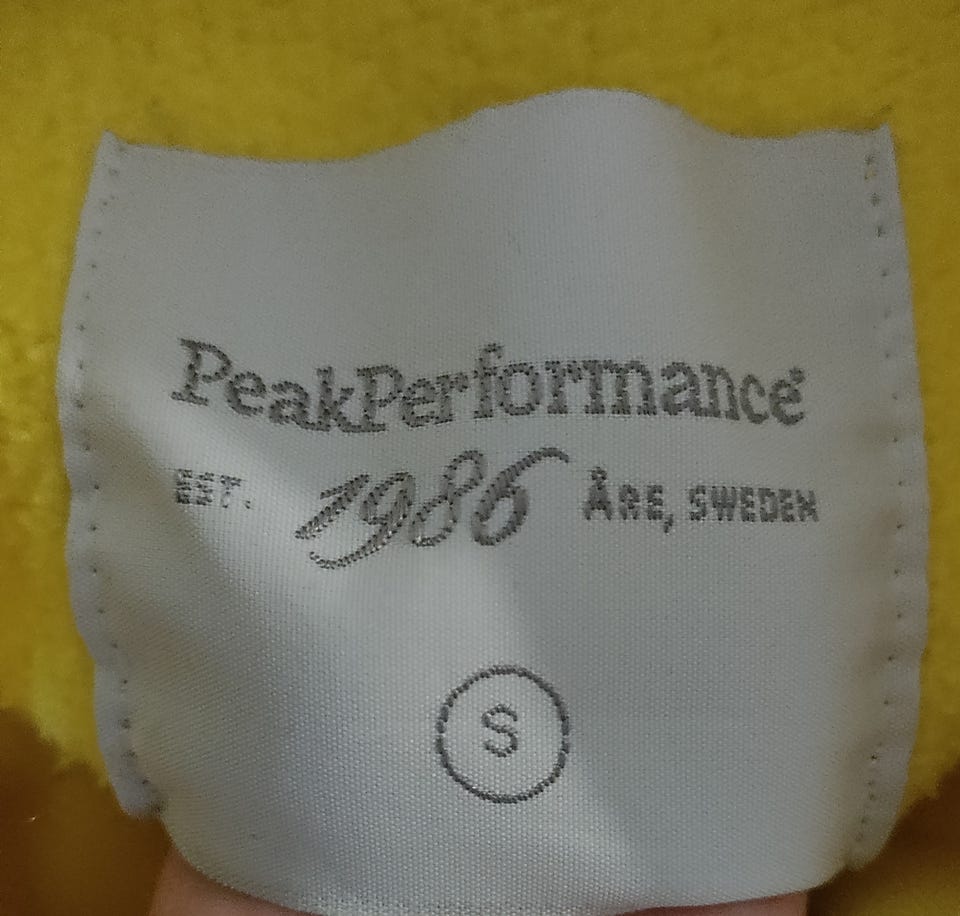 PeakPerformance®
EST. 1986 ÅRE, SWEDEN
S